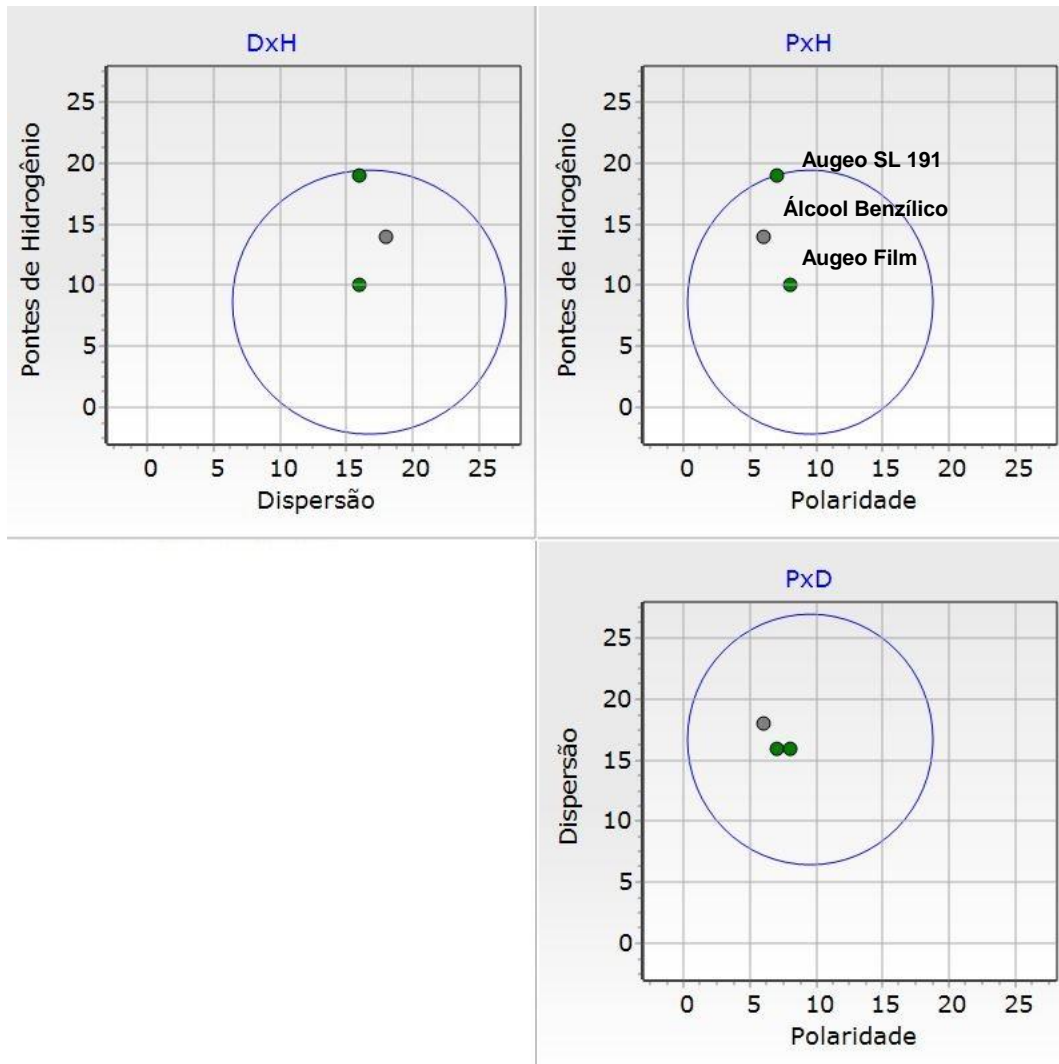 DxH
25
20
15
10
5
0
Pontes de Hidrogênio
0 5 10 15 20 25
Dispersão
PxH
25
20
15
10
5
0
Pontes de Hidrogênio
Augeo SL 191
Álcool Benzílico
Augeo Film
0 5 10 15 20 25
Polaridade
PxD
25
20
15
10
5
0
Dispersão
0 5 10 15 20 25
Polaridade